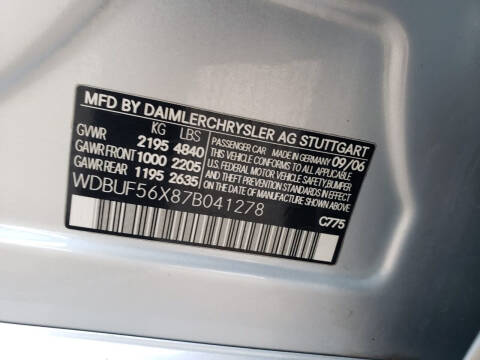 MFD BY DAIMLERCHRYSLER AG STUTTGART
KG LBS
GVWR 2195 4840
GAWR FRONT 1000 2205
GAWR REAR 1195 2635
PASSENGER CAR MADE IN GERMANY 09/06
THIS VEHICLE CONFORMS TO ALL APPLICABLE
U.S. FEDERAL MOTOR VEHICLE SAFETY, BUMPER
AND THEFT PREVENTION STANDARDS IN EFFECT
ON THE DATE OF MANUFACTURE SHOWN ABOVE.
WDBUF56X87B041278
C775